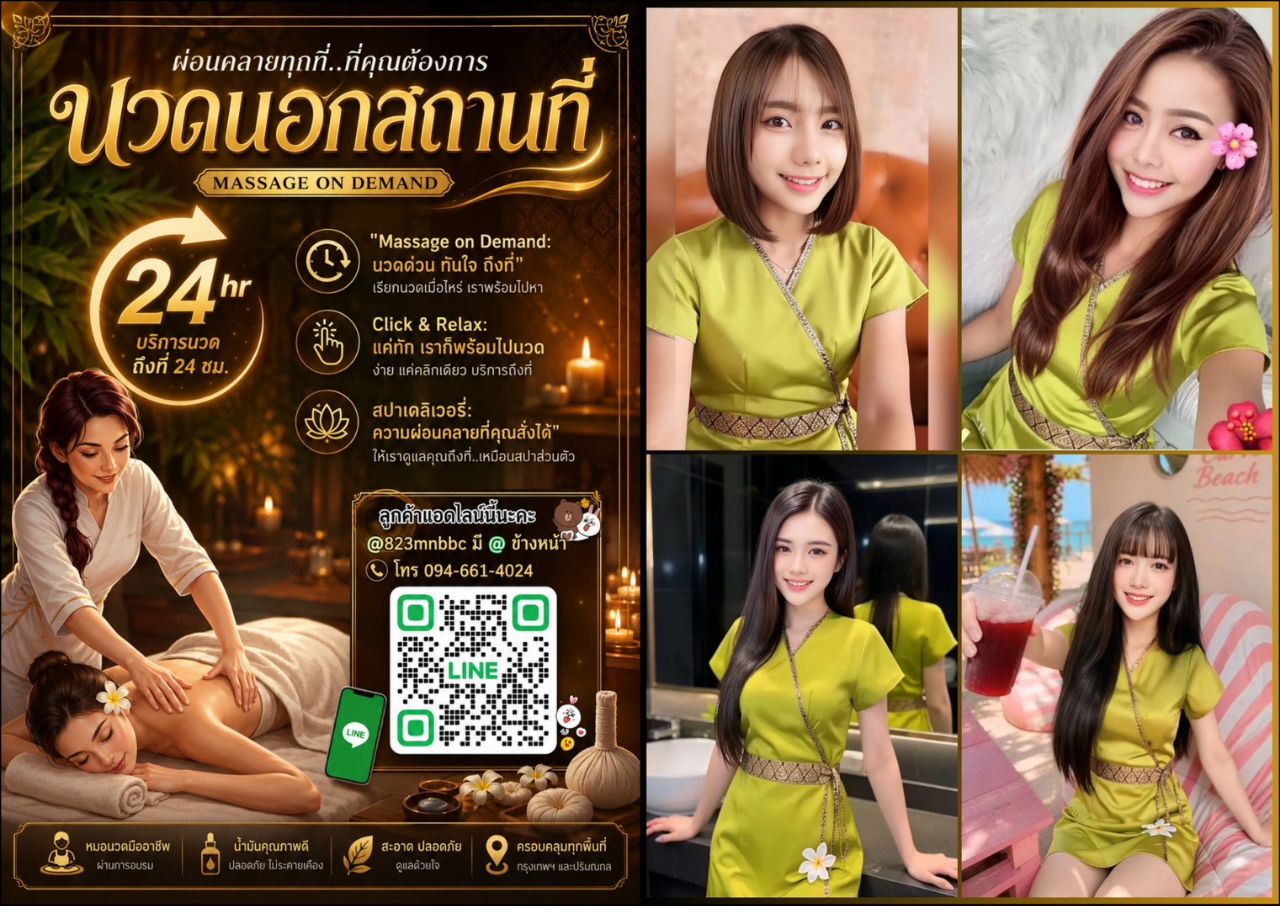 ผ่อนคลายทุกที่..ที่คุณต้องการ
นวดนอกสถานที่
MASSAGE ON DEMAND
24hr
บริการนวด
ถึงที่ 24 ชม.
"Massage on Demand:
นวดด่วน ทันใจ ถึงที่"
เรียกนวดเมื่อไหร่ เราพร้อมไปหา
Click & Relax:
แค่ทัก เราก็พร้อมไปนวด
ง่าย แค่คลิกเดียว บริการถึงที่
สปาเดลิเวอรี่:
ความผ่อนคลายที่คุณสั่งได้"
ให้เราดูแลคุณถึงที่..เหมือนสปาส่วนตัว
ลูกค้าแอดไลน์นี้นะคะ
@823mnbbc มี @ ข้างหน้า
โทร 094-661-4024
LINE
LINE
หมอนวดมืออาชีพ
ผ่านการอบรม
น้ำมันคุณภาพดี
ปลอดภัย ไม่ระคายเคือง
สะอาด ปลอดภัย
ดูแลด้วยใจ
ครอบคลุมทุกพื้นที่
กรุงเทพฯ และปริมณฑล
Beach